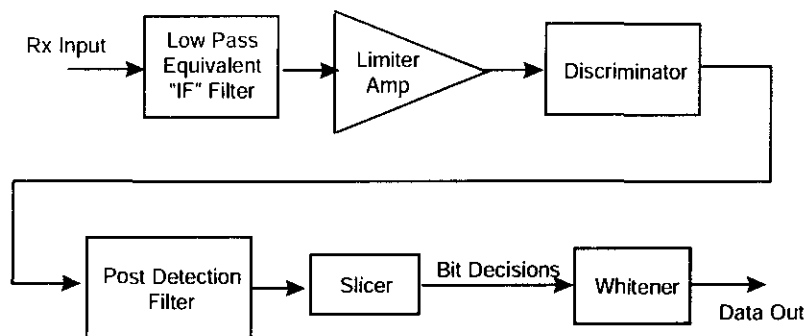 Rx Input
Low Pass
Equivalent
"IF" Filter
Limiter
Amp
Discriminator
Post Detection
Filter
Slicer
Bit Decisions
Whitener
Data Out